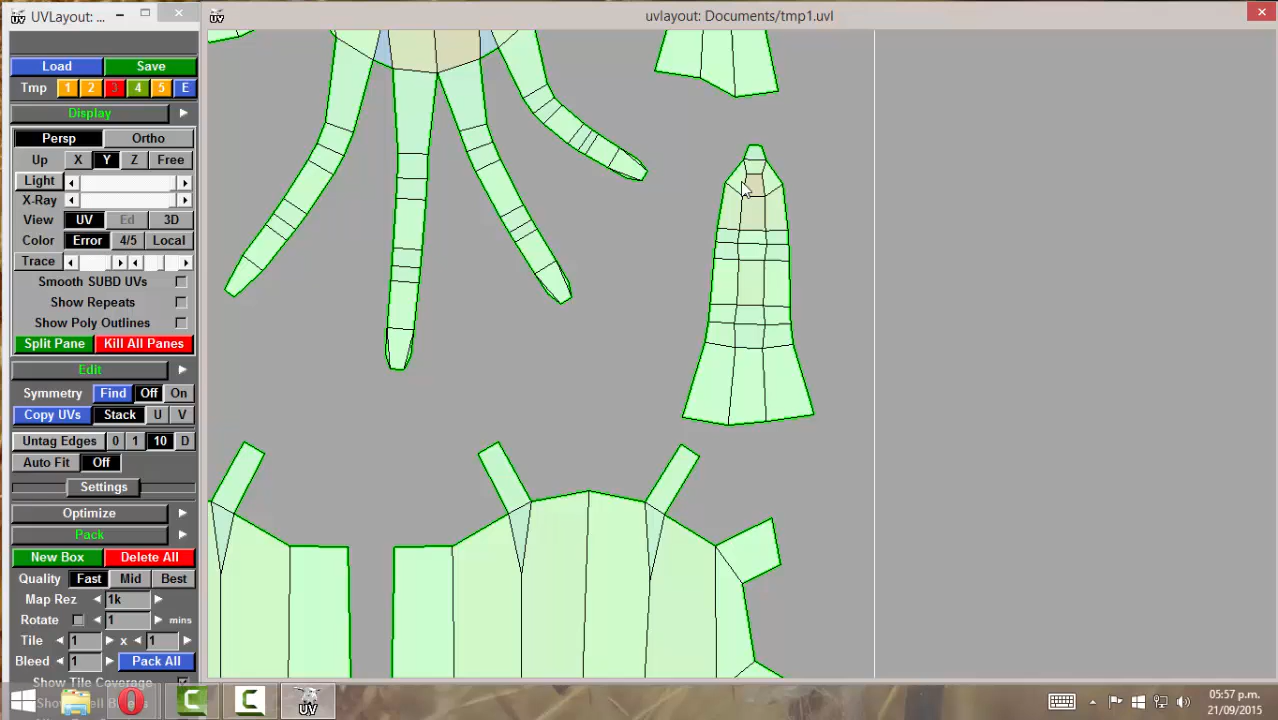 UVLayout: ...
uvlayout: Documents/tmp1.uvl
Load Save
Tmp 1 2 3 4 5 E
Display
Persp Ortho
Up X Y Z Free
Light
X-Ray
View UV Ed 3D
Color Error 4/5 Local
Trace
Smooth SUBD UVs
Show Repeats
Show Poly Outlines
Split Pane Kill All Panes
Edit
Symmetry Find Off On
Copy UVs Stack U V
Untag Edges 0 1 10 D
Auto Fit Off
Settings
Optimize
Pack
New Box Delete All
Quality Fast Mid Best
Map Rez 1k
Rotate 1 mins
Tile 1 x 1
Bleed 1 Pack All
Show Tile Coverage
UV
05:57 p.m.
21/09/2015